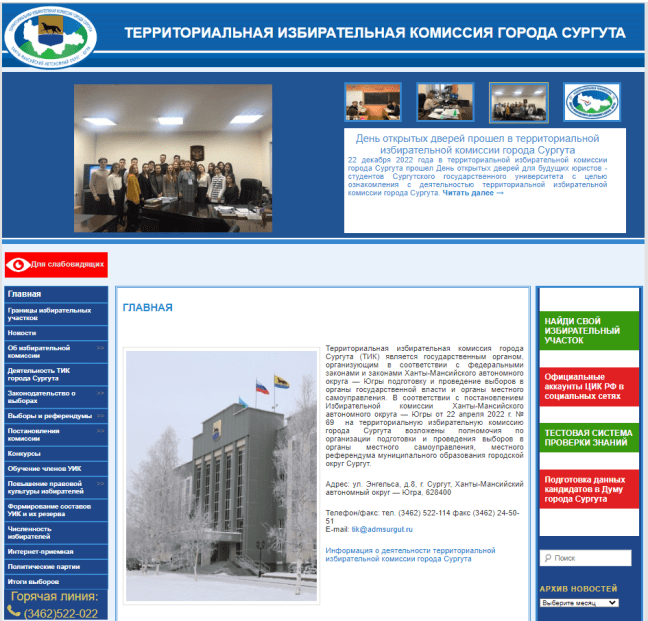 ТЕРРИТОРИАЛЬНАЯ ИЗБИРАТЕЛЬНАЯ КОМИССИЯ ГОРОДА СУРГУТА
День открытых дверей прошел в территориальной
избирательной комиссии города Сургута
22 декабря 2022 года в территориальной избирательной комиссии
города Сургута прошел День открытых дверей для будущих юристов -
студентов Сургутского государственного университета с целью
ознакомления с деятельностью территориальной избирательной
комиссии города Сургута. Читать далее →
Для слабовидящих
Главная
Границы избирательных
участков
Новости
Об избирательной >>
комиссии
Деятельность ТИК
города Сургута
Законодательство о >>
выборах
Выборы и референдумы >>
Постановления >>
комиссии
Конкурсы
Обучение членов УИК
Повышение правовой >>
культуры избирателей
Формирование составов
УИК и их резерва
Численность
избирателей
Интернет-приемная
Политические партии
Итоги выборов
Горячая линия:
(3462)522-022
ГЛАВНАЯ
Территориальная избирательная комиссия города
Сургута (ТИК) является государственным органом,
организующим в соответствии с федеральными
законами и законами Ханты-Мансийского автономного
округа — Югры подготовку и проведение выборов в
органы государственной власти и органы местного
самоуправления. В соответствии с постановлением
Избирательной комиссии Ханты-Мансийского
автономного округа — Югры от 22 апреля 2022 г. №
69 на территориальную избирательную комиссию
города Сургута возложены полномочия по
организации подготовки и проведения выборов в
органы местного самоуправления, местного
референдума муниципального образования городской
округ Сургут.
Адрес: ул. Энгельса, д.8, г. Сургут, Ханты-Мансийский
автономный округ — Югра, 628400
Телефон/факс: тел. (3462) 522-114 факс (3462) 24-50-
51
E-mail: tik@admsurgut.ru
Информация о деятельности территориальной
избирательной комиссии города Сургута
НАЙДИ СВОЙ
ИЗБИРАТЕЛЬНЫЙ
УЧАСТОК
Официальные
аккаунты ЦИК РФ в
социальных сетях
ТЕСТОВАЯ СИСТЕМА
ПРОВЕРКИ ЗНАНИЙ
Подготовка данных
кандидатов в Думу
города Сургута
Поиск
АРХИВ НОВОСТЕЙ
Выберите месяц